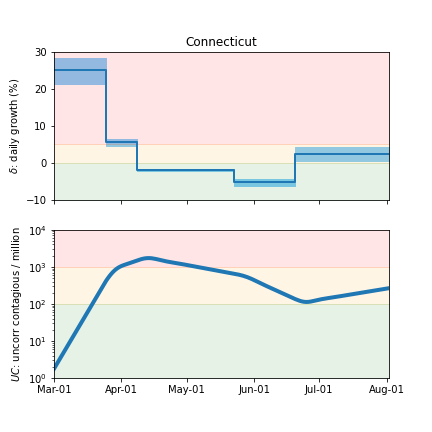 Connecticut
δ: daily growth (%)
30
20
10
0
−10
UC: uncorr contagious / million
10⁴
10³
10²
10¹
10⁰
Mar-01 Apr-01 May-01 Jun-01 Jul-01 Aug-01